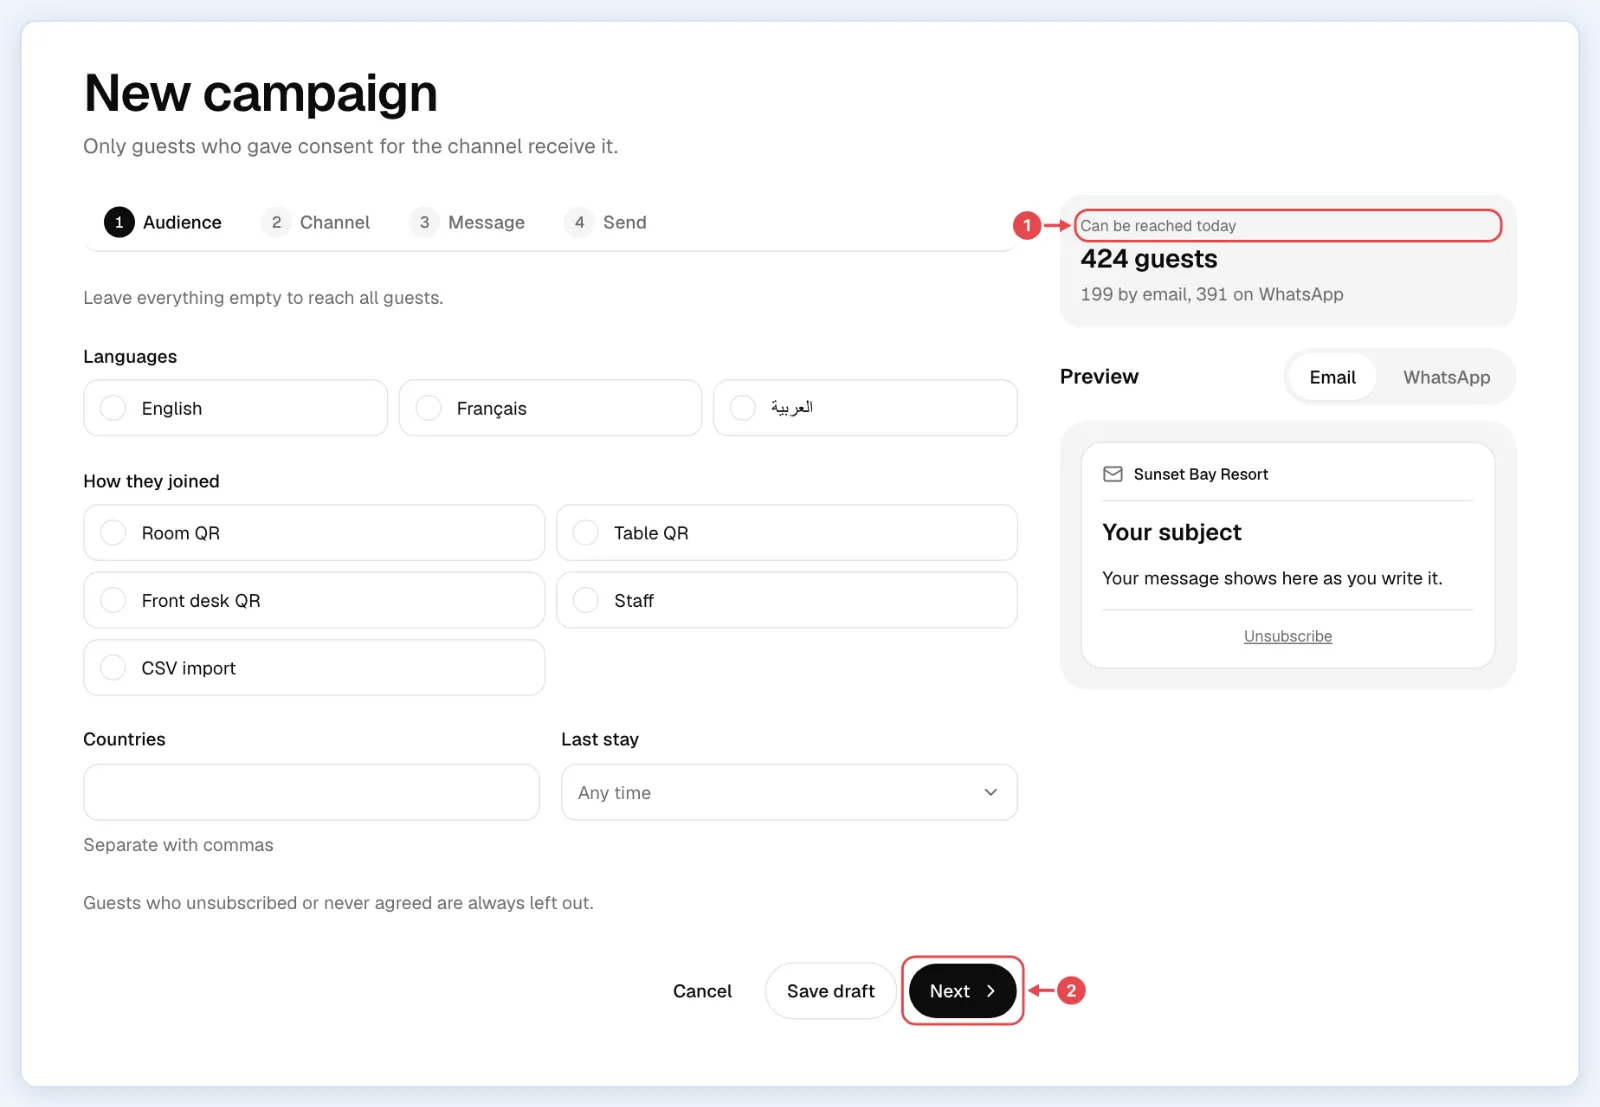 New campaign
Only guests who gave consent for the channel receive it.
1 Audience
2 Channel
3 Message
4 Send
Leave everything empty to reach all guests.
Languages
English
Français
العربية
How they joined
Room QR
Table QR
Front desk QR
Staff
CSV import
Countries
Last stay
Any time
Separate with commas
Guests who unsubscribed or never agreed are always left out.
Cancel
Save draft
Next
2
1
Can be reached today
424 guests
199 by email, 391 on WhatsApp
Preview
Email
WhatsApp
Sunset Bay Resort
Your subject
Your message shows here as you write it.
Unsubscribe